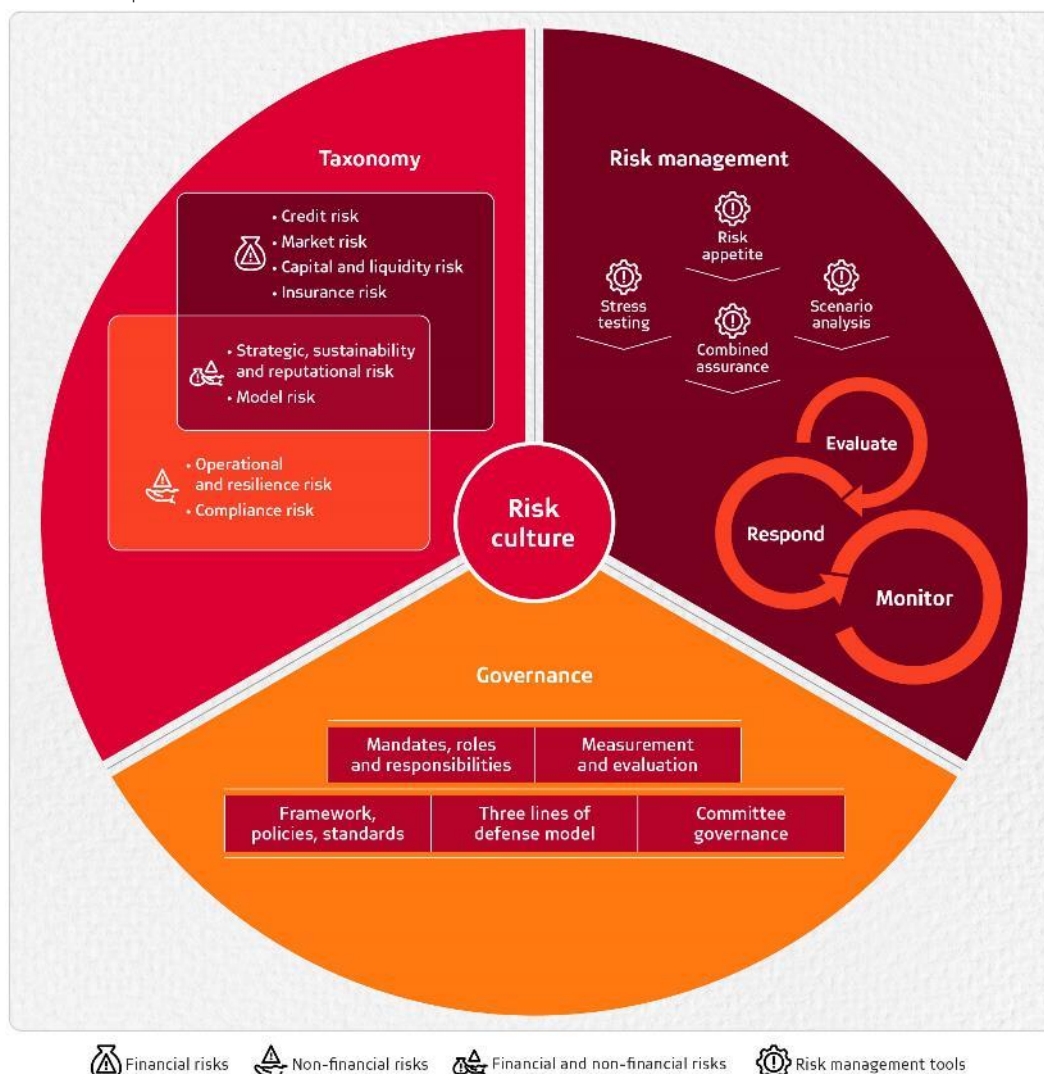 Taxonomy
• Credit risk
• Market risk
• Capital and liquidity risk
• Insurance risk
• Strategic, sustainability
and reputational risk
• Model risk
• Operational
and resilience risk
• Compliance risk
Risk management
Risk
appetite
Stress
testing
Scenario
analysis
Combined
assurance
Evaluate
Respond
Monitor
Risk
culture
Governance
Mandates, roles
and responsibilities
Measurement
and evaluation
Framework,
policies, standards
Three lines of
defense model
Committee
governance
Financial risks
Non-financial risks
Financial and non-financial risks
Risk management tools